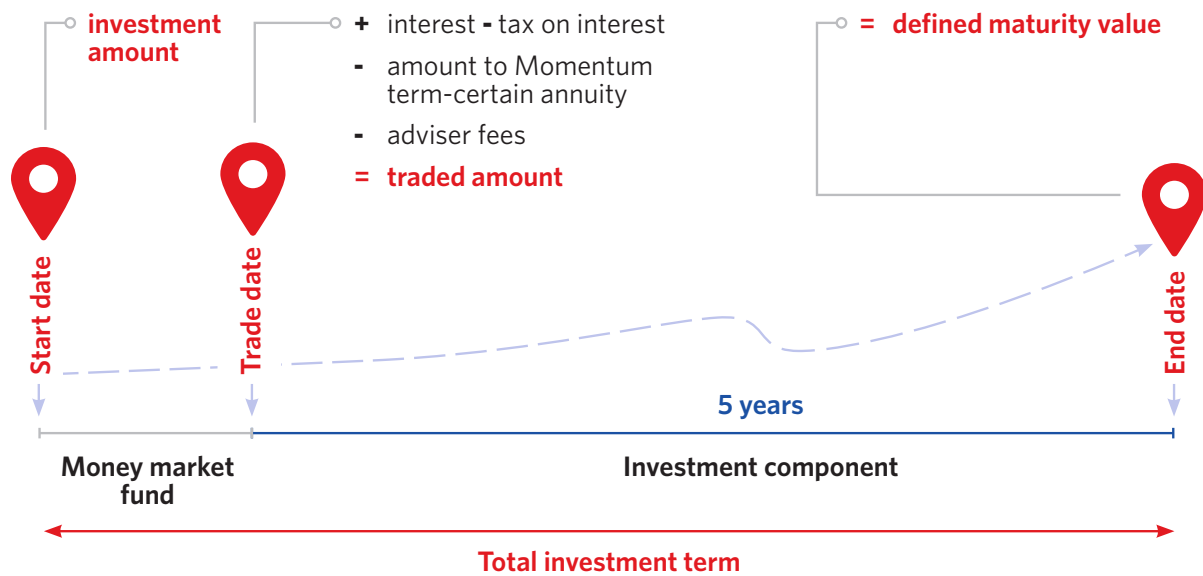 investment
amount
+ interest - tax on interest
- amount to Momentum
term-certain annuity
- adviser fees
= traded amount
= defined maturity value
Start date
Trade date
End date
5 years
Money market
fund
Investment component
Total investment term